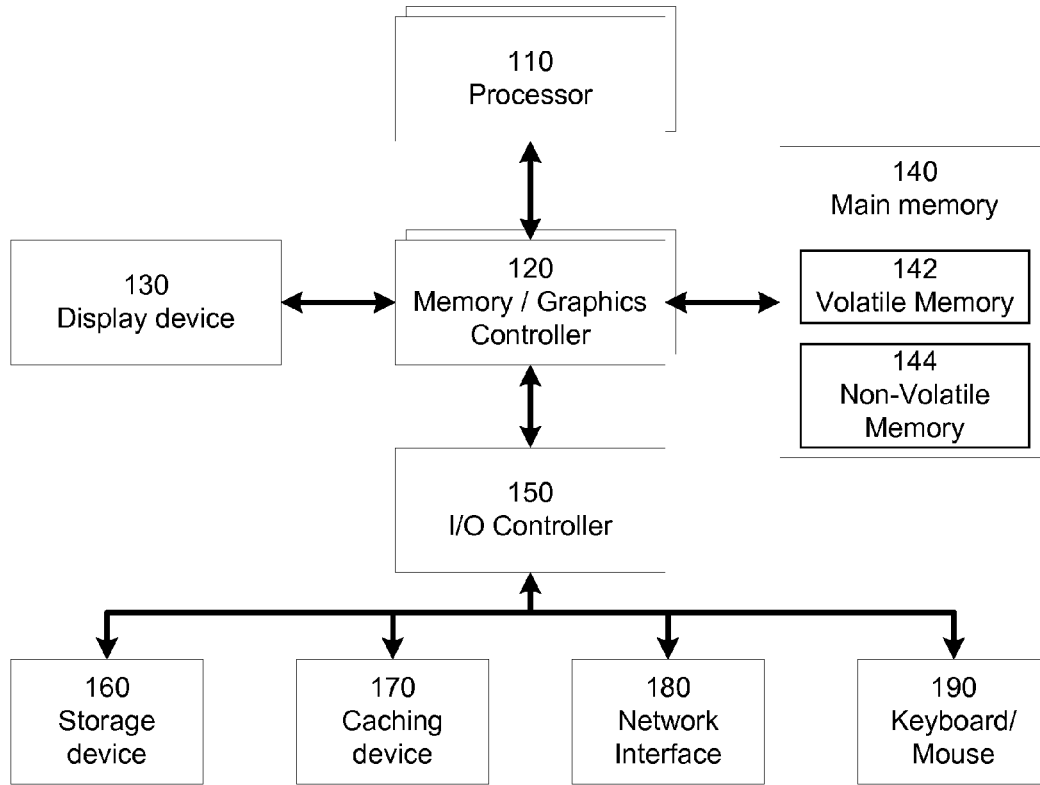 110
Processor
140
Main memory
130
Display device
120
Memory / Graphics
Controller
142
Volatile Memory
144
Non-Volatile
Memory
150
I/O Controller
160
Storage
device
170
Caching
device
180
Network
Interface
190
Keyboard/
Mouse